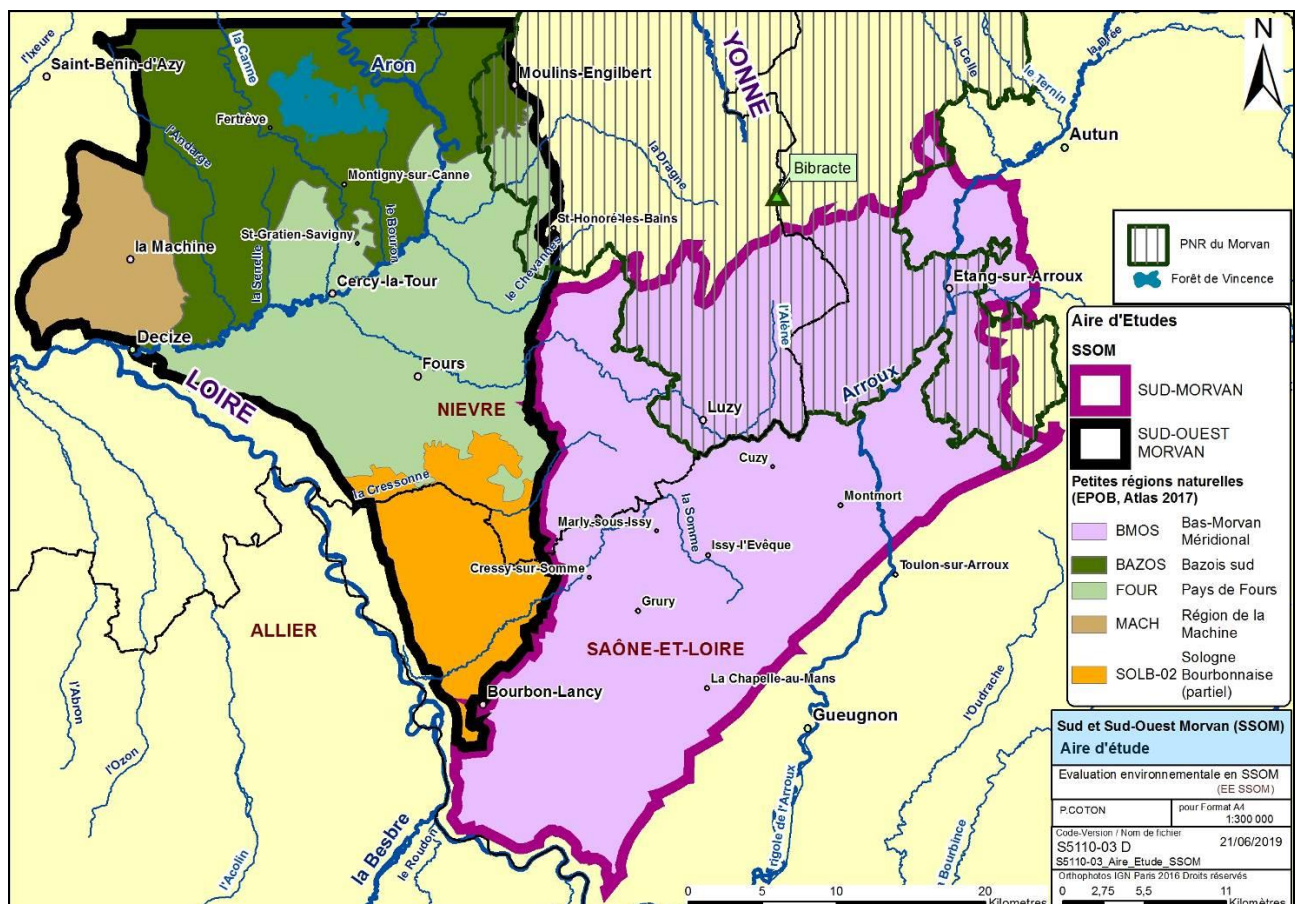 l'Ixeure
Saint-Benin-d'Azy
la Canne
Aron
Moulins-Engilbert
YONNE
la Celle
le Ternin
la Drée
N
Fertrève
l'Andarge
la Dragne
Autun
Bibracte
Montigny-sur-Canne
la Machine
St-Gratien-Savigny
la Senelle
St-Honoré-les-Bains
le Chevannes
Cercy-la-Tour
Etang-sur-Arroux
Decize
l'Alène
LOIRE
Fours
Arroux
NIEVRE
Luzy
Cuzy
la Cressonne
Montmort
Marly-sous-Issy
la Somme
Issy-l'Evèque
Cressy-sur-Somme
Toulon-sur-Arroux
Grury
ALLIER
SAÔNE-ET-LOIRE
La Chapelle-au-Mans
l'Abron
Bourbon-Lancy
l'Oudrache
Gueugnon
l'Ozon
la Besbre
le Roudon
l'Acolin
Rigole de l'Arroux
la Bourbince
PNR du Morvan
Forêt de Vincence
Aire d'Etudes
SSOM
SUD-MORVAN
SUD-OUEST
MORVAN
Petites régions naturelles
(EPOB, Atlas 2017)
BMOS Bas-Morvan
Méridional
BAZOS Bazois sud
FOUR Pays de Fours
MACH Région de la
Machine
SOLB-02 Sologne
Bourbonnaise
(partiel)
Sud et Sud-Ouest Morvan (SSOM)
Aire d'étude
Evaluation environnementale en SSOM
(EE SSOM)
P.COTON pour Format A4
1:300 000
Code-Version / Nom de fichier
S5110-03 D 21/06/2019
S5110-03_Aire_Etude_SSOM
Orthophotos IGN Paris 2016 Droits réservés
0 5 10 20
Kilometres
0 2,75 5,5 11
Kilomètres